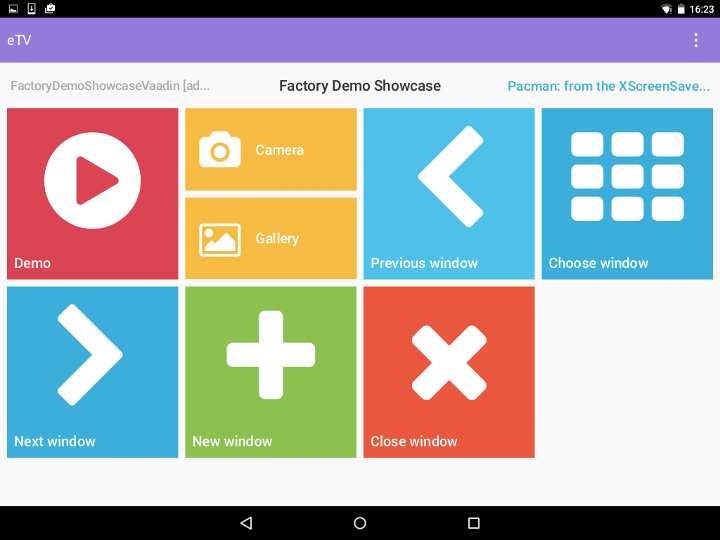 16:23
eTV
FactoryDemoShowcaseVaadin [ad...
Factory Demo Showcase
Pacman: from the XScreenSave...
Demo
Camera
Gallery
Previous window
Choose window
Next window
New window
Close window